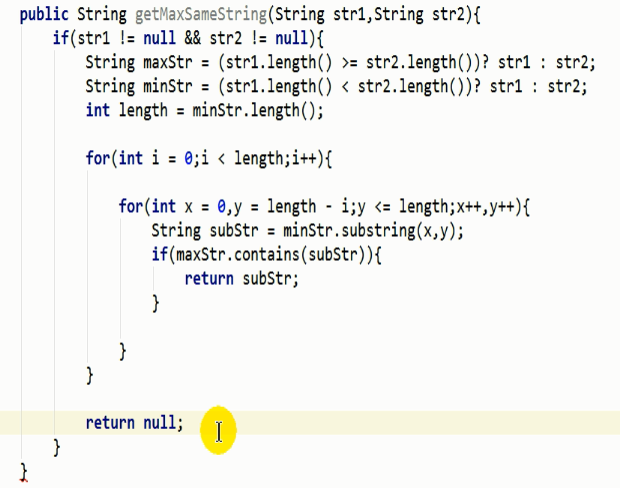 public String getMaxSameString(String str1,String str2){
if(str1 != null && str2 != null){
String maxStr = (str1.length() >= str2.length())? str1 : str2;
String minStr = (str1.length() < str2.length())? str1 : str2;
int length = minStr.length();
for(int i = 0;i < length;i++){
for(int x = 0,y = length - i;y <= length;x++,y++){
String subStr = minStr.substring(x,y);
if(maxStr.contains(subStr)){
return subStr;
}
}
}
return null;
}
}